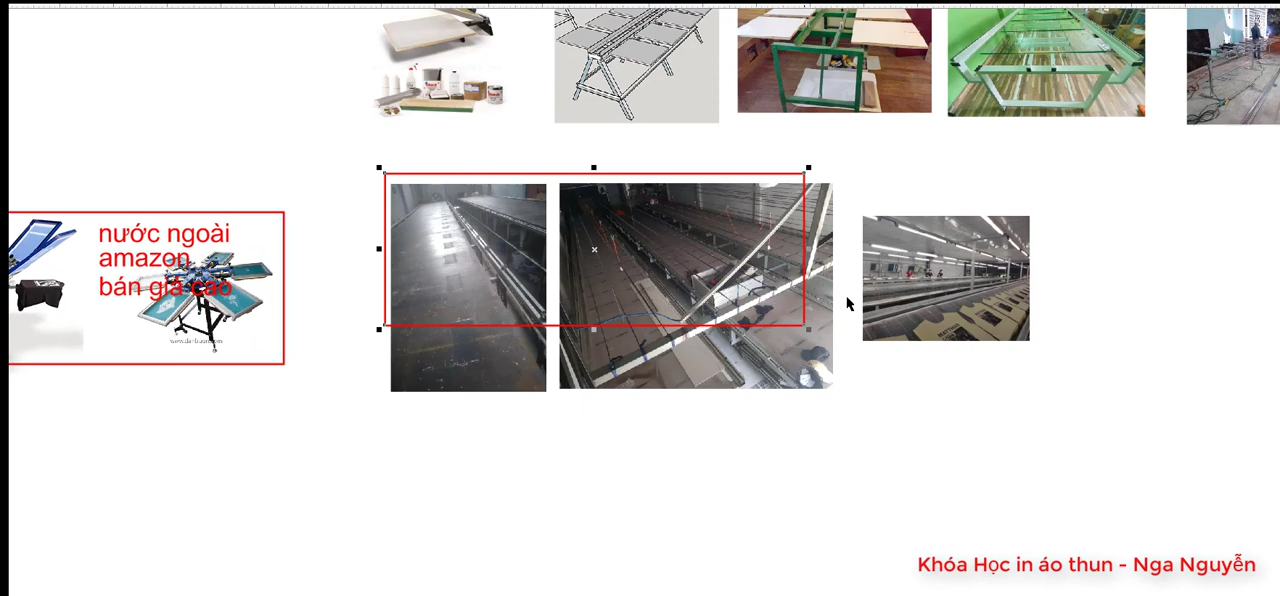 nước ngoài
amazon
bán giá cao
Khóa Học in áo thun - Nga Nguyễn